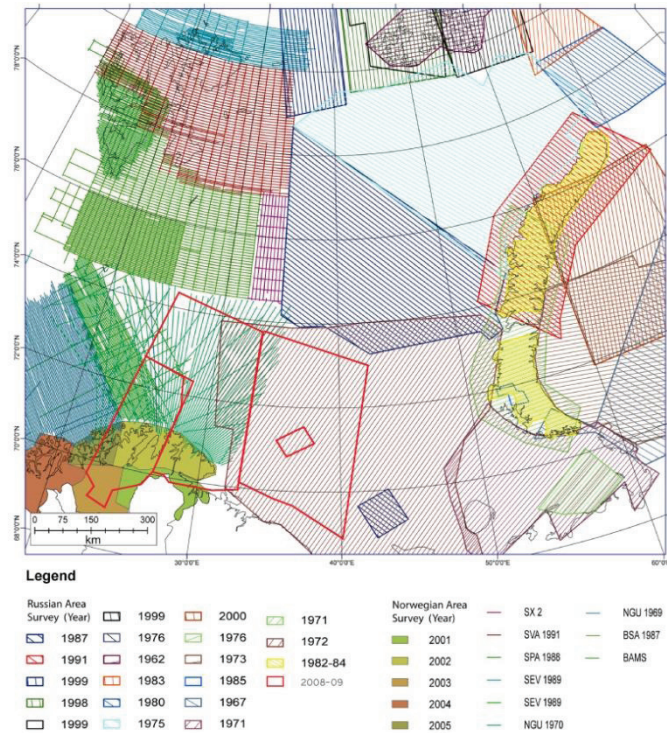 78°0'0"N
76°0'0"N
74°0'0"N
72°0'0"N
70°0'0"N
68°0'0"N
0 75 150 300
km
30°0'0"E 40°0'0"E 50°0'0"E
Legend
Russian Area
Survey (Year)
1987
1991
1999
1998
1999
1999
1976
1962
1983
1980
1975
2000
1976
1973
1985
1967
1971
1971
1972
1982-84
2008-09
Norwegian Area
Survey (Year)
2001
2002
2003
2004
2005
SX 2
SVA 1991
SPA 1988
SEV 1989
SEV 1989
NGU 1970
NGU 1969
BSA 1987
BAMS